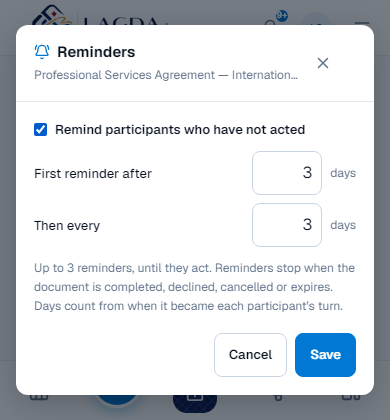 LAGDA
9+
Reminders
Professional Services Agreement — Internation...
Remind participants who have not acted
First reminder after
3 days
Then every
3 days
Up to 3 reminders, until they act. Reminders stop when the
document is completed, declined, cancelled or expires.
Days count from when it became each participant's turn.
Cancel
Save